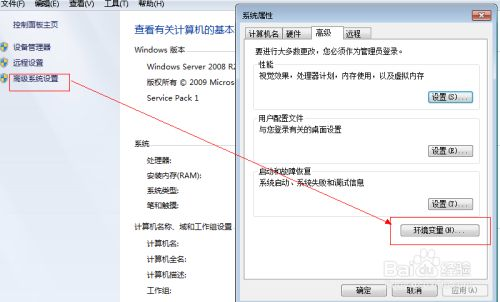 文件(F) 编辑(E) 查看(V) 工具(T) 帮助(H)
控制面板主页
设备管理器
远程设置
高级系统设置
查看有关计算机的基本
Windows 版本
Windows Server 2008 R2
版权所有 © 2009 Micros
Service Pack 1
系统
处理器:
安装内存(RAM):
系统类型:
笔和触摸:
计算机名称、域和工作组设置
计算机名:
计算机全名:
计算机描述:
工作组:
系统属性
计算机名 硬件 高级 远程
要进行大多数更改，您必须作为管理员登录。
性能
视觉效果，处理器计划，内存使用，以及虚拟内存
设置(S)...
用户配置文件
与您登录有关的桌面设置
设置(E)...
启动和故障恢复
系统启动、系统失败和调试信息
设置(T)...
环境变量(N)...
确定 取消 应用(A)
Baidu经验